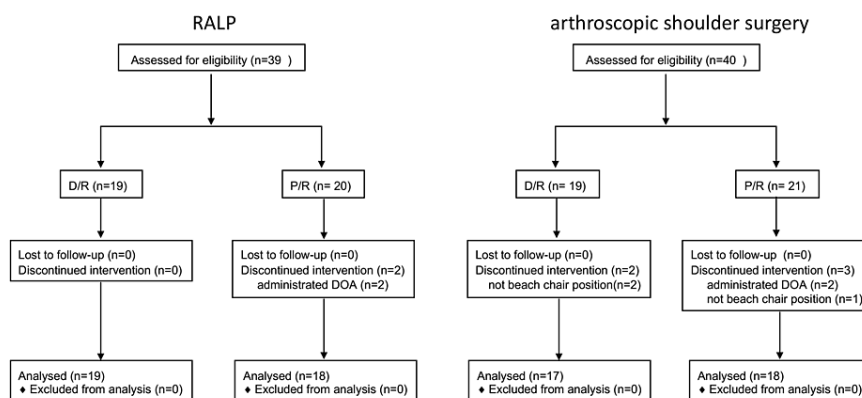 RALP
Assessed for eligibility (n=39 )
D/R (n=19)
P/R (n= 20)
Lost to follow-up (n=0)
Discontinued intervention (n=0)
Lost to follow-up (n=0)
Discontinued intervention (n=2)
administrated DOA (n=2)
Analysed (n=19)
♦ Excluded from analysis (n=0)
Analysed (n=18)
♦ Excluded from analysis (n=0)
arthroscopic shoulder surgery
Assessed for eligibility (n=40 )
D/R (n= 19)
P/R (n= 21)
Lost to follow-up (n=0)
Discontinued intervention (n=2)
not beach chair position(n=2)
Lost to follow-up (n=0)
Discontinued intervention (n=3)
administrated DOA (n=2)
not beach chair position (n=1)
Analysed (n=17)
♦ Excluded from analysis (n=0)
Analysed (n=18)
♦ Excluded from analysis (n=0)